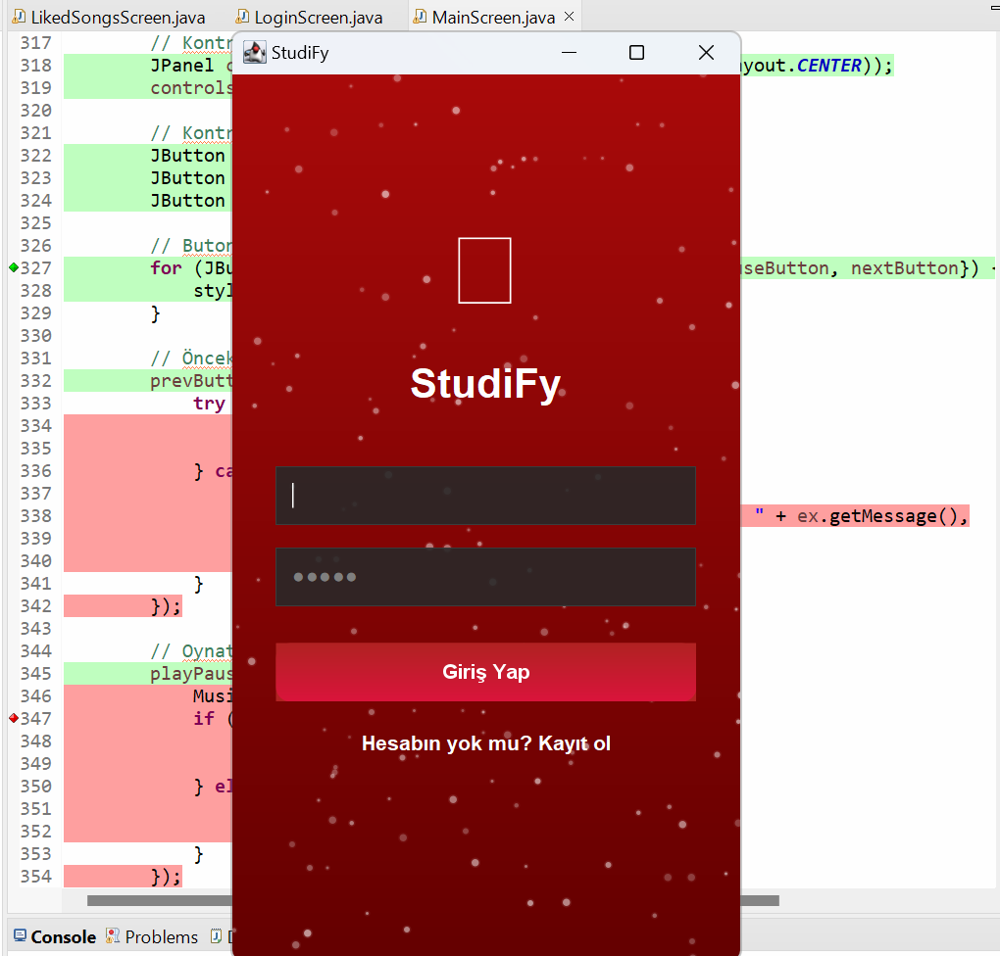 LikedSongsScreen.java LoginScreen.java MainScreen.java
StudiFy
317 // Kontr
318 JPanel yout.CENTER));
319 controls
320
321 // Kontr
322 JButton
323 JButton
324 JButton
325
326 // Buton
327 for (JBu seButton, nextButton})
328 styl
329 }
330
331 // Öncek
332 prevButt
333 try
334
335
336 } ca
337
338 " + ex.getMessage(),
339
340
341 }
342 });
343
344 // Oynat
345 playPaus
346 Musi
347 if (
348
349
350 } el
351
352
353 }
354 });
StudiFy
Giriş Yap
Hesabın yok mu? Kayıt ol
Console Problems